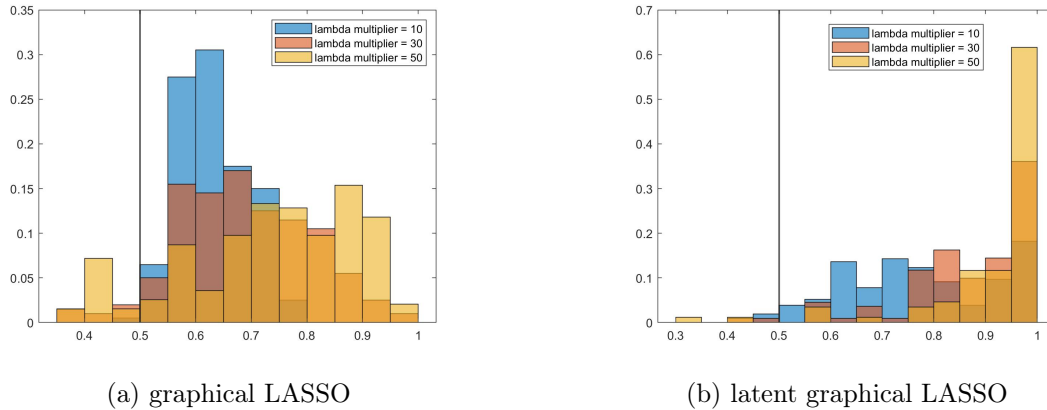 0.35
0.3
0.25
0.2
0.15
0.1
0.05
0
0.4 0.5 0.6 0.7 0.8 0.9 1
lambda multiplier = 10
lambda multiplier = 30
lambda multiplier = 50
(a) graphical LASSO
0.7
0.6
0.5
0.4
0.3
0.2
0.1
0
0.3 0.4 0.5 0.6 0.7 0.8 0.9 1
lambda multiplier = 10
lambda multiplier = 30
lambda multiplier = 50
(b) latent graphical LASSO